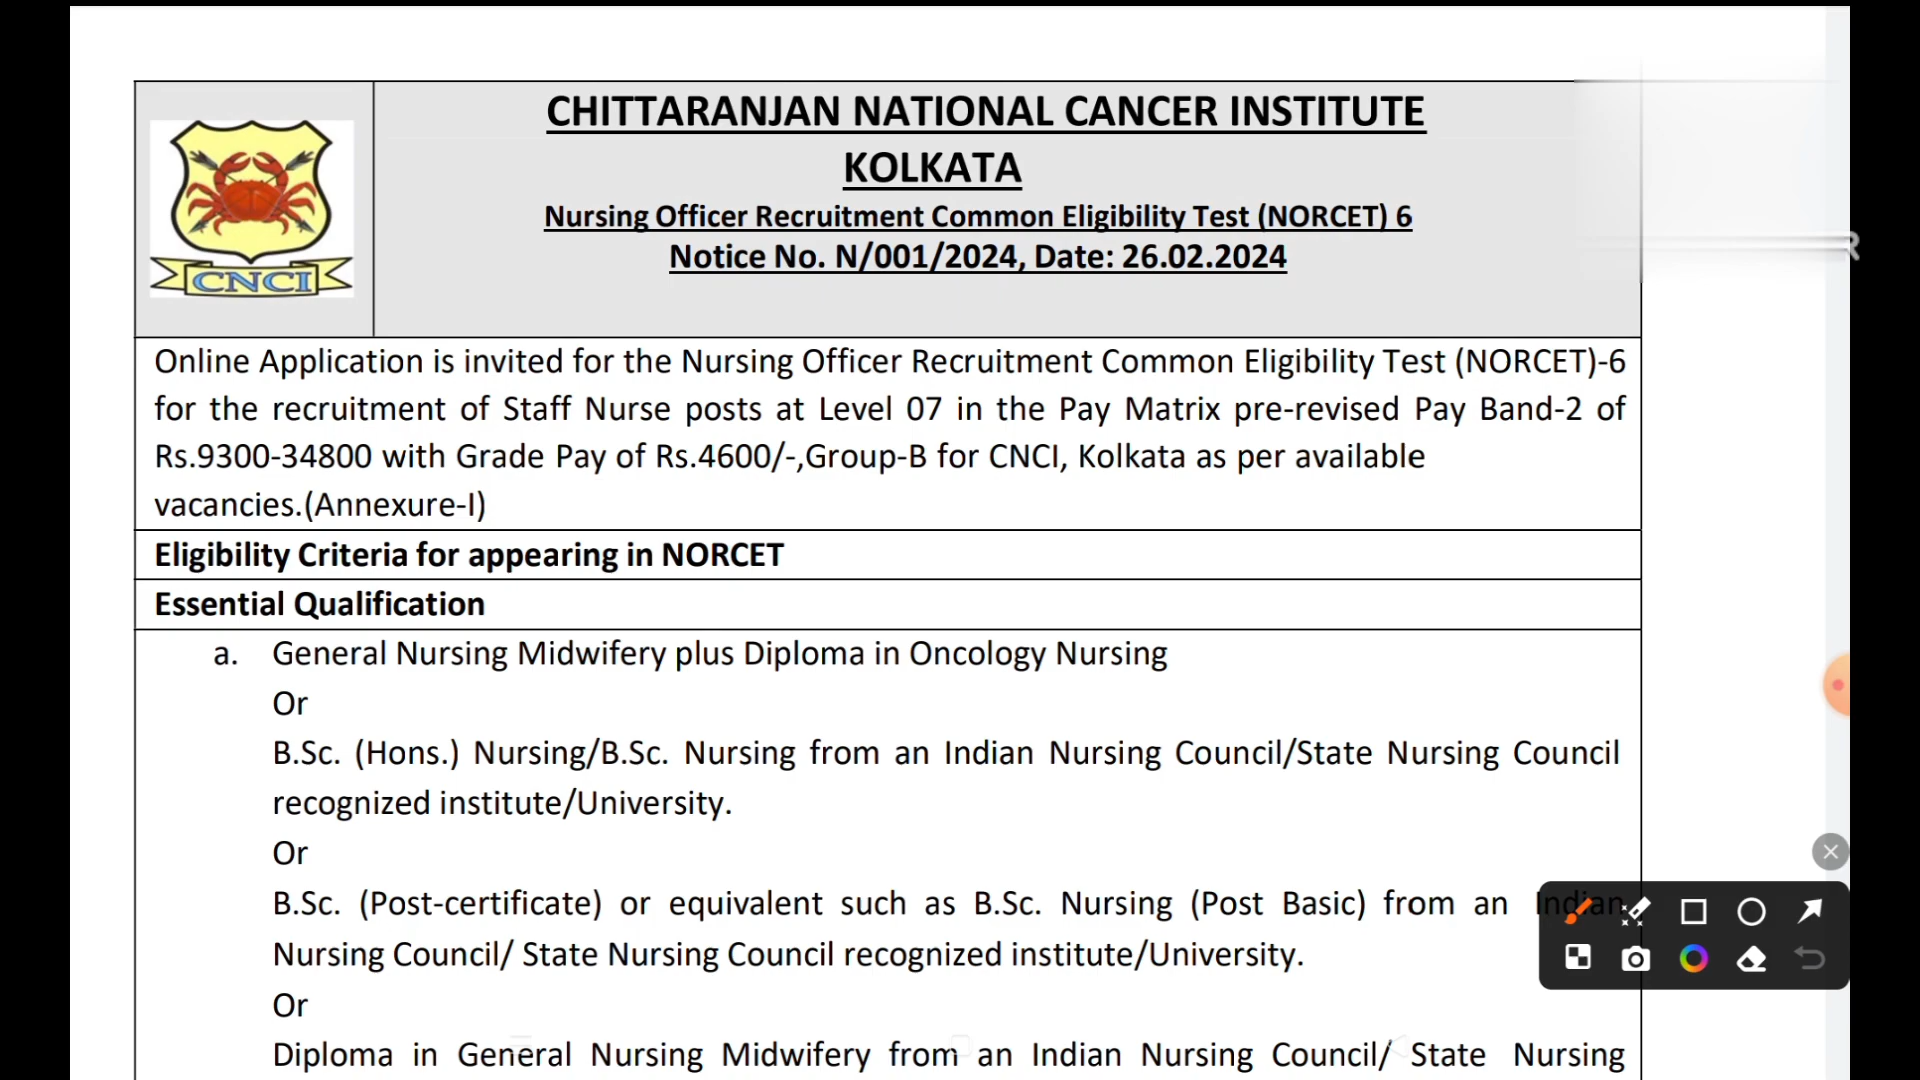 CHITTARANJAN NATIONAL CANCER INSTITUTE
KOLKATA
Nursing Officer Recruitment Common Eligibility Test (NORCET) 6
Notice No. N/001/2024, Date: 26.02.2024
CNCI
Online Application is invited for the Nursing Officer Recruitment Common Eligibility Test (NORCET)-6
for the recruitment of Staff Nurse posts at Level 07 in the Pay Matrix pre-revised Pay Band-2 of
Rs.9300-34800 with Grade Pay of Rs.4600/-,Group-B for CNCI, Kolkata as per available
vacancies.(Annexure-I)
Eligibility Criteria for appearing in NORCET
Essential Qualification
a. General Nursing Midwifery plus Diploma in Oncology Nursing
Or
B.Sc. (Hons.) Nursing/B.Sc. Nursing from an Indian Nursing Council/State Nursing Council
recognized institute/University.
Or
B.Sc. (Post-certificate) or equivalent such as B.Sc. Nursing (Post Basic) from an Indian
Nursing Council/ State Nursing Council recognized institute/University.
Or
Diploma in General Nursing Midwifery from an Indian Nursing Council/ State Nursing